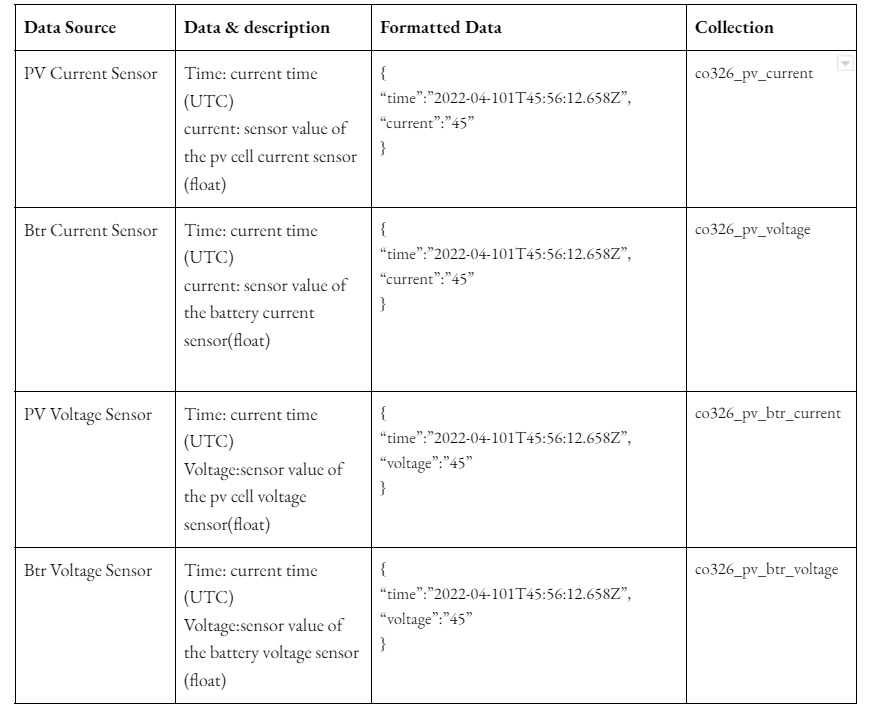 Data Source
Data & description
Formatted Data
Collection
PV Current Sensor
Time: current time
(UTC)
current: sensor value of
the pv cell current sensor
(float)
{
“time”:”2022-04-101T45:56:12.658Z”,
“current”:”45”
}
co326_pv_current
Btr Current Sensor
Time: current time
(UTC)
current: sensor value of
the battery current
sensor(float)
{
“time”:”2022-04-101T45:56:12.658Z”,
“current”:”45”
}
co326_pv_voltage
PV Voltage Sensor
Time: current time
(UTC)
Voltage:sensor value of
the pv cell voltage
sensor(float)
{
“time”:”2022-04-101T45:56:12.658Z”,
“voltage”:”45”
}
co326_pv_btr_current
Btr Voltage Sensor
Time: current time
(UTC)
Voltage:sensor value of
the battery voltage sensor
(float)
{
“time”:”2022-04-101T45:56:12.658Z”,
“voltage”:”45”
}
co326_pv_btr_voltage